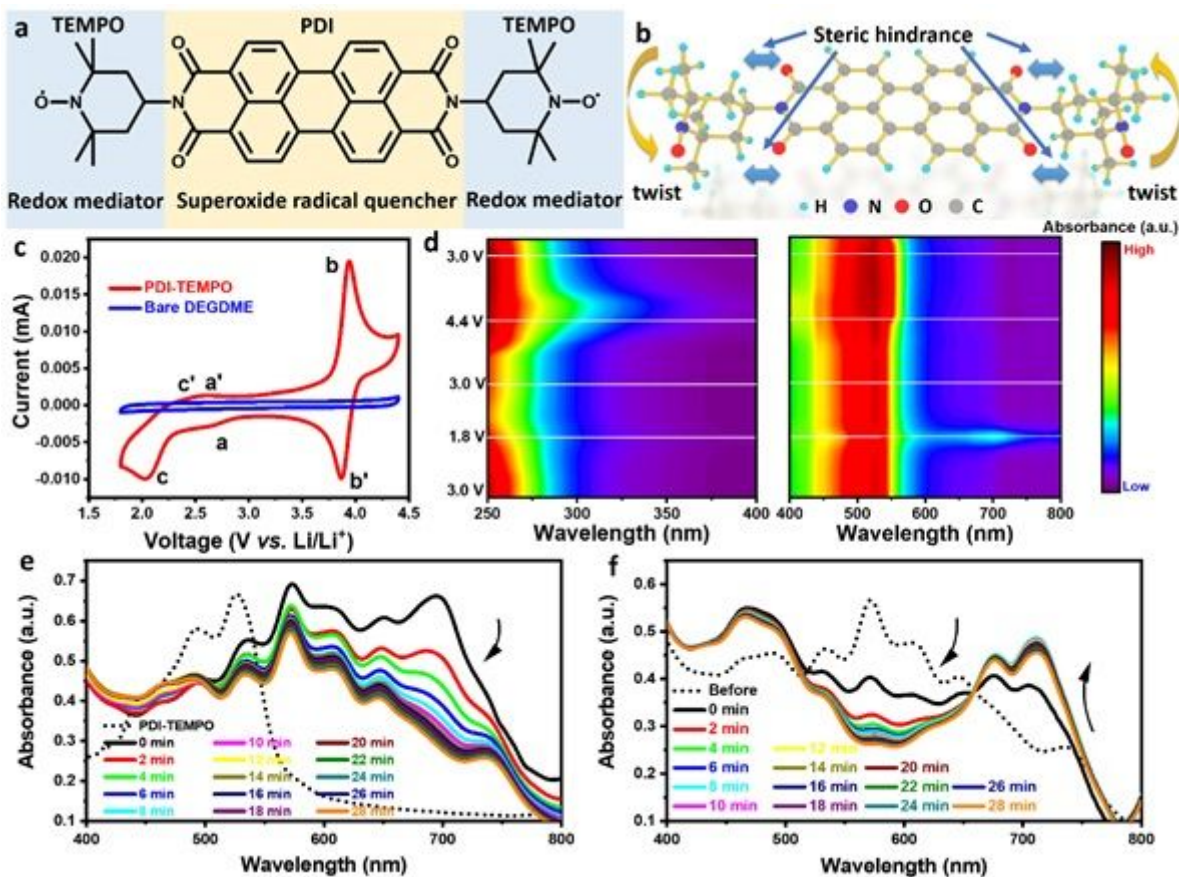 a
TEMPO
PDI
TEMPO
O
N
N
O
O
O
O
N
N
O
Redox mediator
Superoxide radical quencher
Redox mediator
b
Steric hindrance
twist
twist
H N O C
c
0.020
0.015
0.010
0.005
0.000
-0.005
-0.010
Current (mA)
PDI-TEMPO
Bare DEGDME
b
c'
a'
a
c
b'
1.5 2.0 2.5 3.0 3.5 4.0 4.5
Voltage (V vs. Li/Li+)
d
3.0 V
4.4 V
3.0 V
1.8 V
3.0 V
250 300 350 400
Wavelength (nm)
400 500 600 700 800
Wavelength (nm)
Absorbance (a.u.)
High
Low
e
0.7
0.6
0.5
0.4
0.3
0.2
0.1
Absorbance (a.u.)
PDI-TEMPO
0 min 10 min 20 min
2 min 12 min 22 min
4 min 14 min 24 min
6 min 16 min 26 min
8 min 18 min 28 min
400 500 600 700 800
Wavelength (nm)
f
0.6
0.5
0.4
0.3
0.2
0.1
Absorbance (a.u.)
Before
0 min
2 min
4 min 12 min
6 min 14 min 20 min
8 min 16 min 22 min 26 min
10 min 18 min 24 min 28 min
400 500 600 700 800
Wavelength (nm)